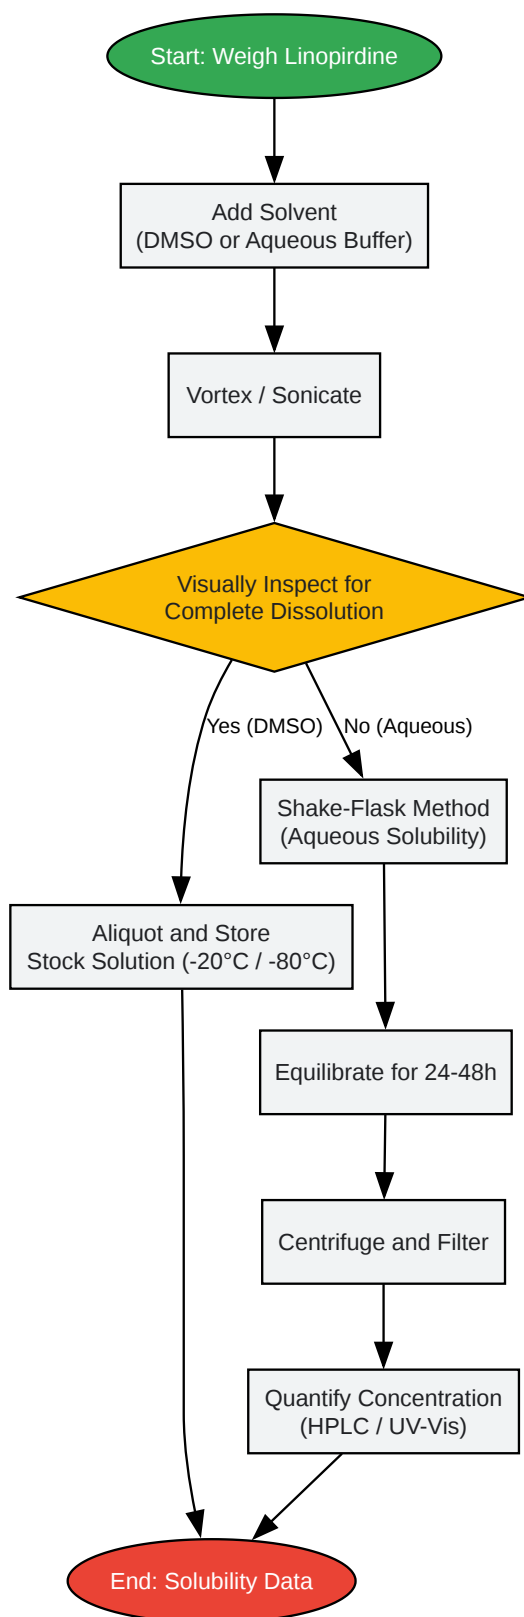 Start: Weigh Linopirdine
Add Solvent
(DMSO or Aqueous Buffer)
Vortex / Sonicate
Visually Inspect for
Complete Dissolution
Yes (DMSO)
No (Aqueous)
Shake-Flask Method
(Aqueous Solubility)
Aliquot and Store
Stock Solution (-20°C / -80°C)
Equilibrate for 24-48h
Centrifuge and Filter
Quantify Concentration
(HPLC / UV-Vis)
End: Solubility Data